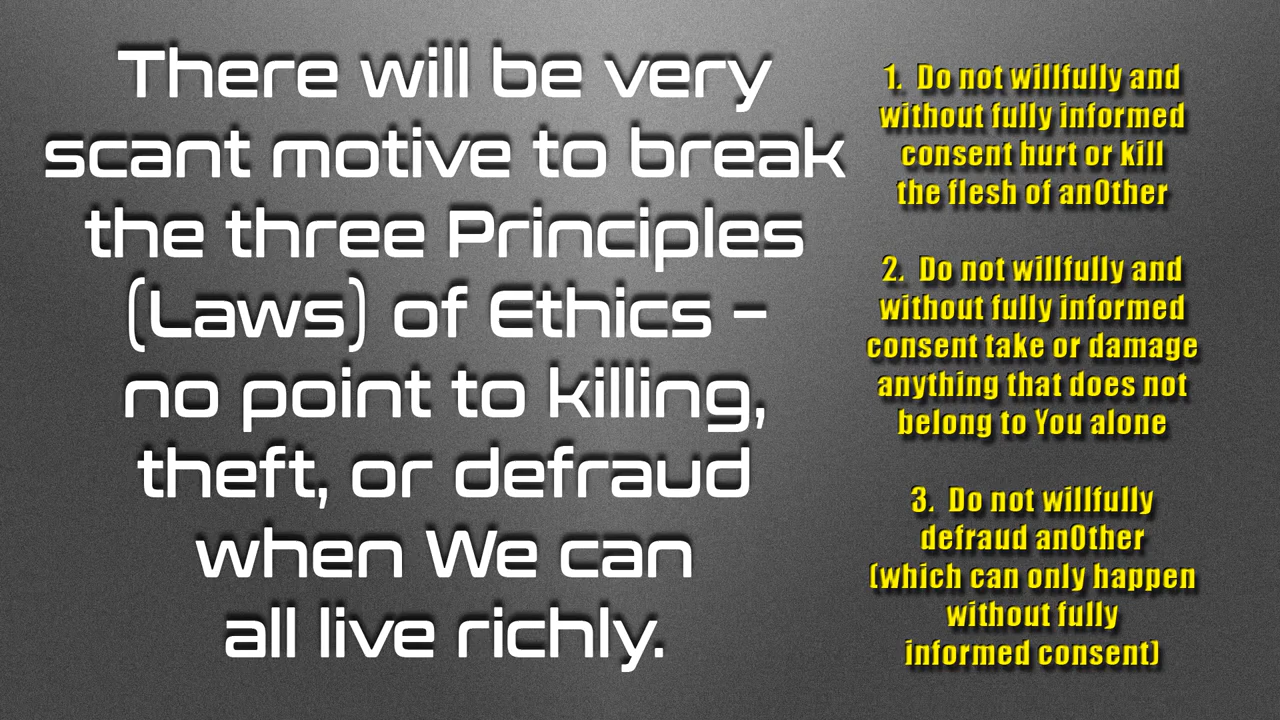 There will be very
scant motive to break
the three Principles
(Laws) of Ethics –
no point to killing,
theft, or defraud
when We can
all live richly.
1. Do not willfully and
without fully informed
consent hurt or kill
the flesh of anOther
2. Do not willfully and
without fully informed
consent take or damage
anything that does not
belong to You alone
3. Do not willfully
defraud anOther
(which can only happen
without fully
informed consent)